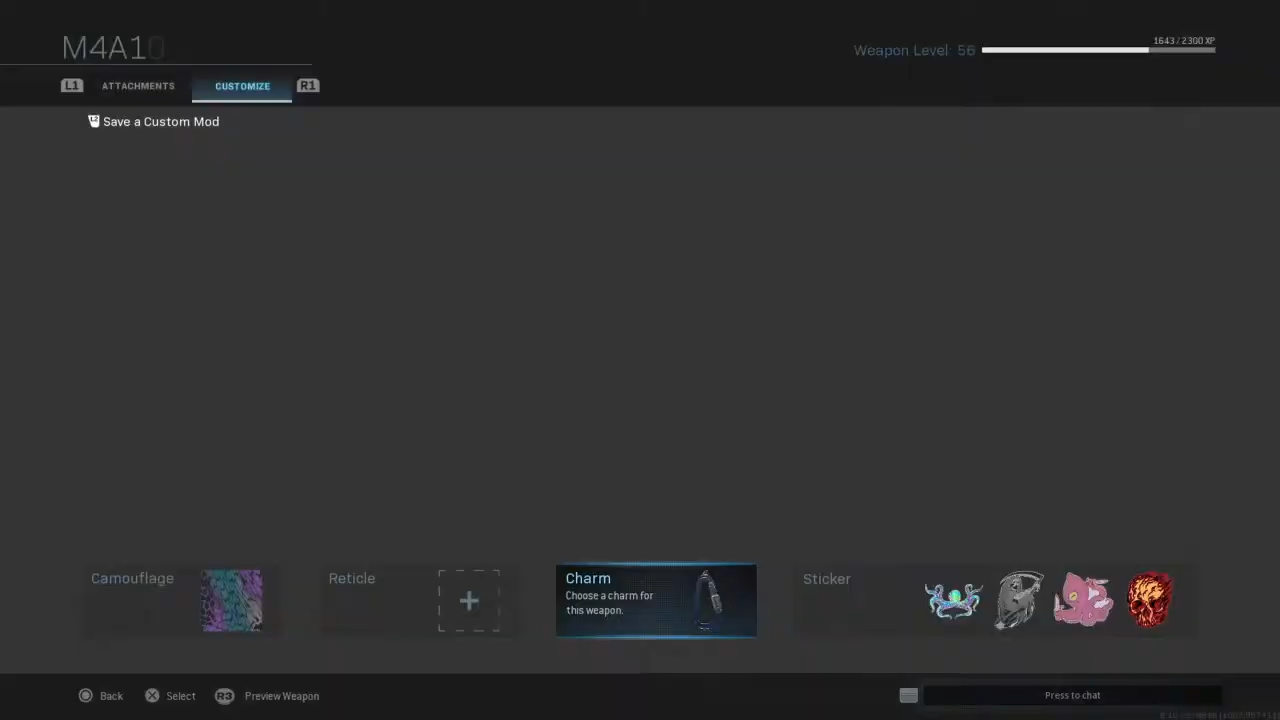 M4A1
Weapon Level: 56
1643 / 2300 XP
L1
ATTACHMENTS
CUSTOMIZE
R1
L2 Save a Custom Mod
Camouflage
Reticle
Charm
Choose a charm for
this weapon.
Sticker
Back
Select
R3
Preview Weapon
Press to chat